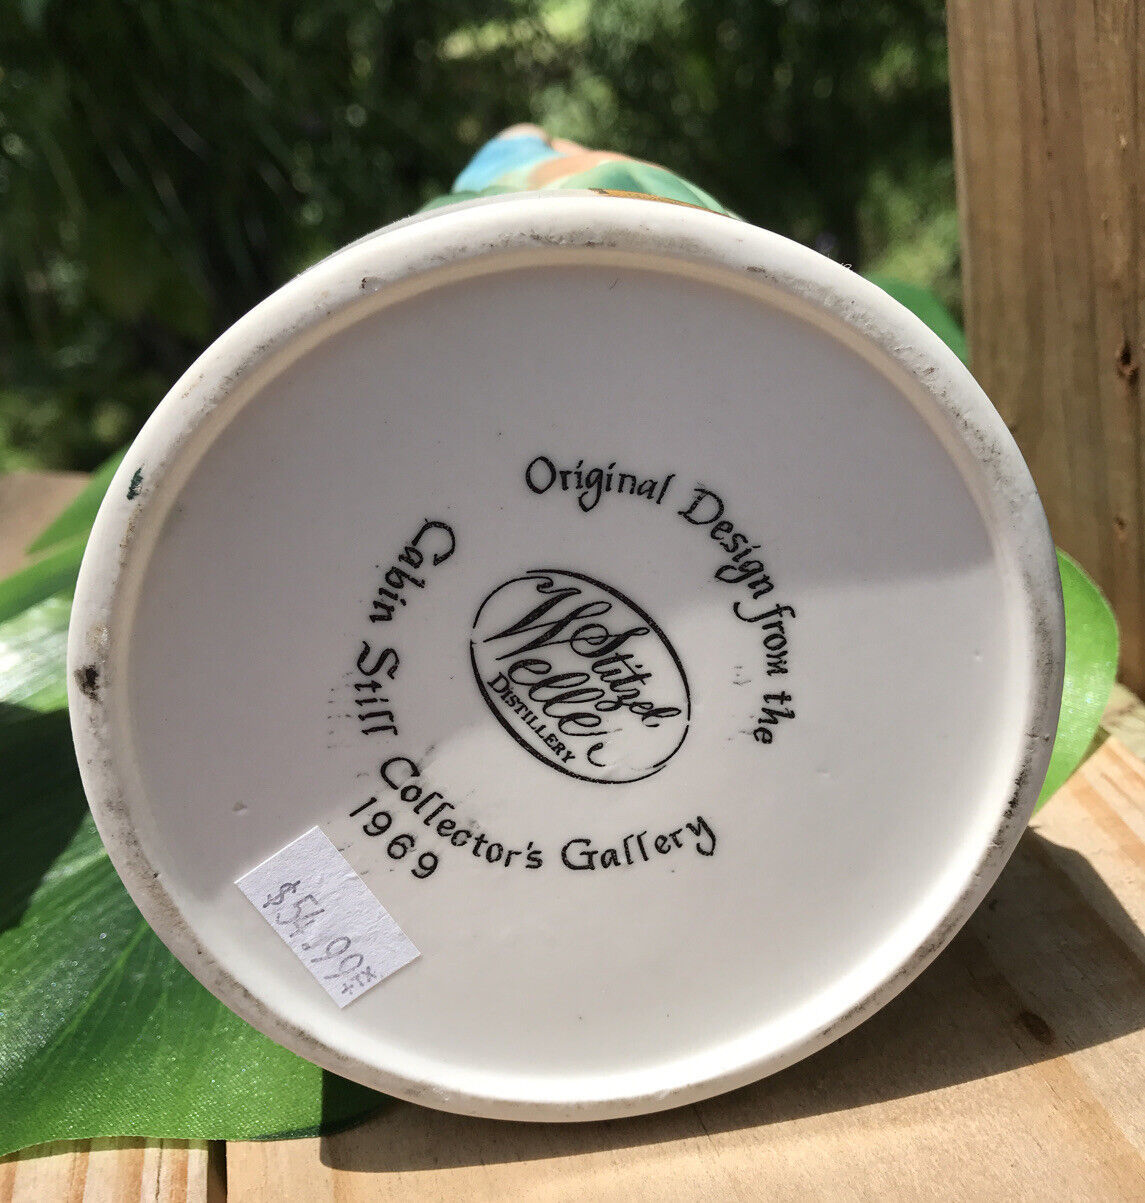 Original Design from the
Stitzel
Weller
DISTILLERY
Cabin Still Collector's Gallery
1969
$54.99